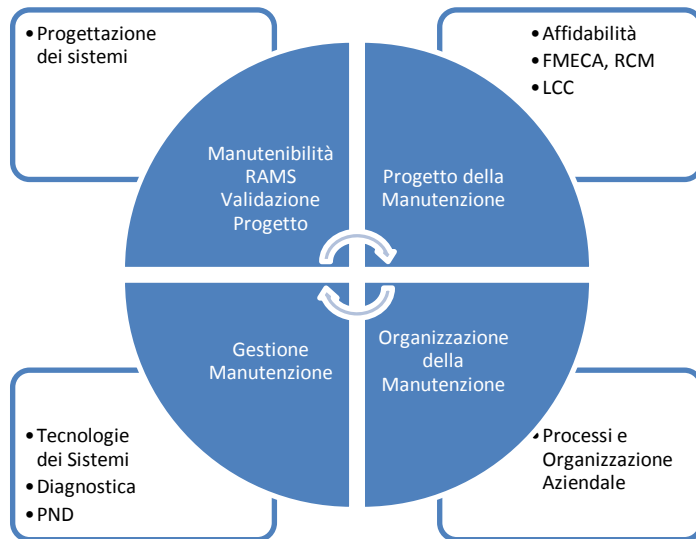 •Progettazione
dei sistemi
•Affidabilità
•FMECA, RCM
•LCC
Manutenibilità
RAMS
Validazione
Progetto
Progetto della
Manutenzione
Gestione
Manutenzione
Organizzazione
della
Manutenzione
•Tecnologie
dei Sistemi
•Diagnostica
•PND
•Processi e
Organizzazione
Aziendale